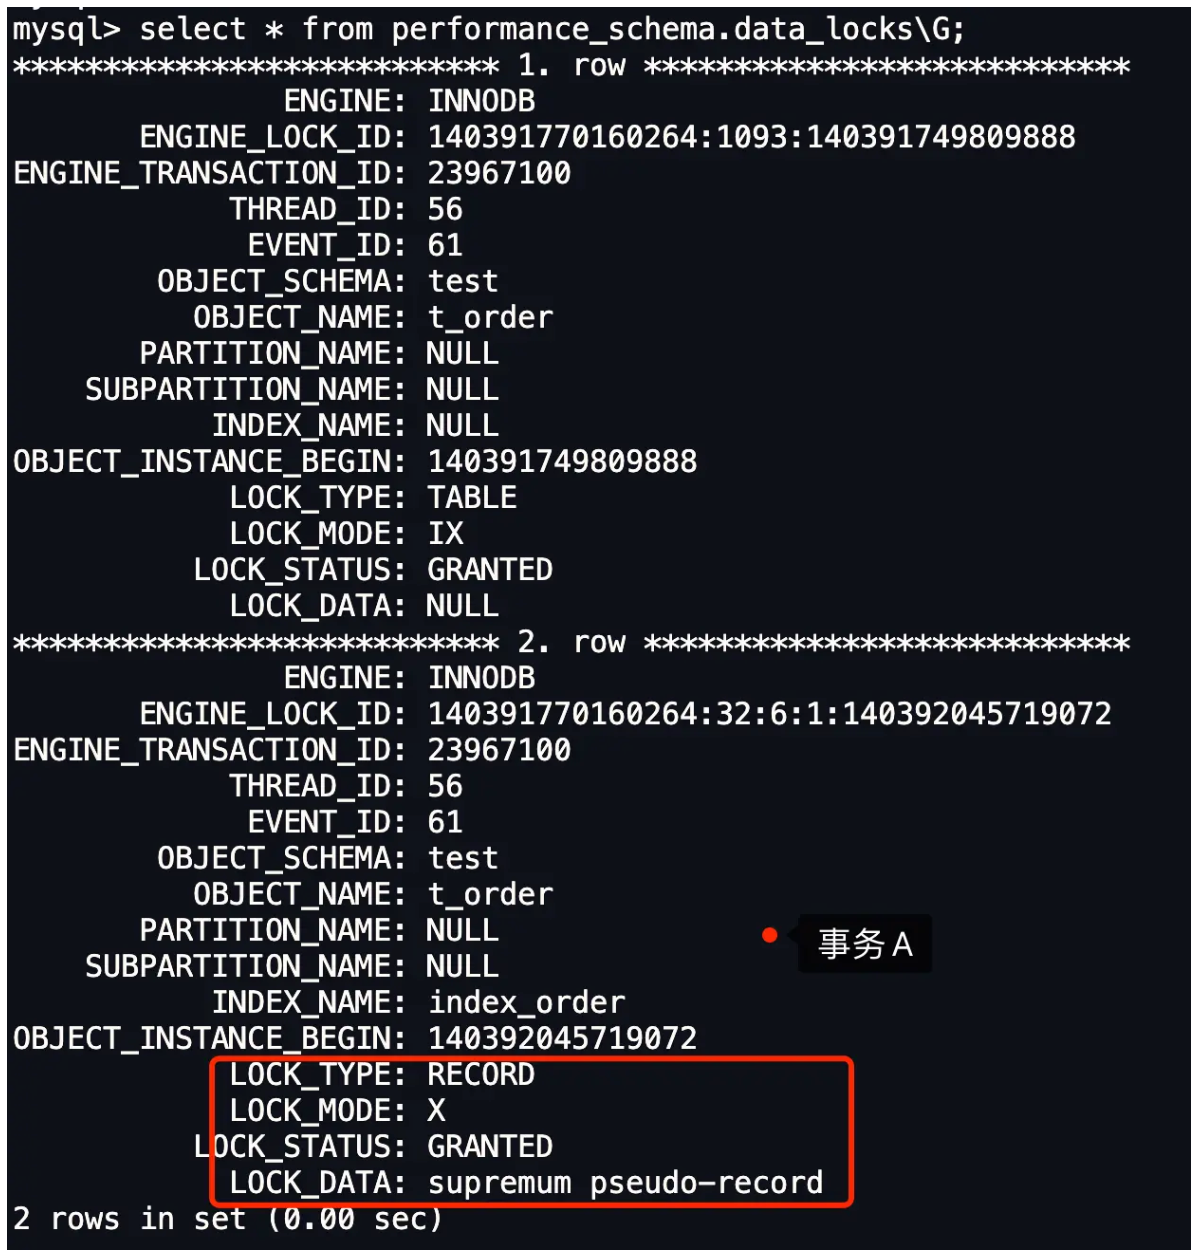 mysql> select * from performance_schema.data_locks\G;
*************************** 1. row ***************************
ENGINE: INNODB
ENGINE_LOCK_ID: 140391770160264:1093:140391749809888
ENGINE_TRANSACTION_ID: 23967100
THREAD_ID: 56
EVENT_ID: 61
OBJECT_SCHEMA: test
OBJECT_NAME: t_order
PARTITION_NAME: NULL
SUBPARTITION_NAME: NULL
INDEX_NAME: NULL
OBJECT_INSTANCE_BEGIN: 140391749809888
LOCK_TYPE: TABLE
LOCK_MODE: IX
LOCK_STATUS: GRANTED
LOCK_DATA: NULL
*************************** 2. row ***************************
ENGINE: INNODB
ENGINE_LOCK_ID: 140391770160264:32:6:1:140392045719072
ENGINE_TRANSACTION_ID: 23967100
THREAD_ID: 56
EVENT_ID: 61
OBJECT_SCHEMA: test
OBJECT_NAME: t_order
PARTITION_NAME: NULL
事务A
SUBPARTITION_NAME: NULL
INDEX_NAME: index_order
OBJECT_INSTANCE_BEGIN: 140392045719072
LOCK_TYPE: RECORD
LOCK_MODE: X
LOCK_STATUS: GRANTED
LOCK_DATA: supremum pseudo-record
2 rows in set (0.00 sec)